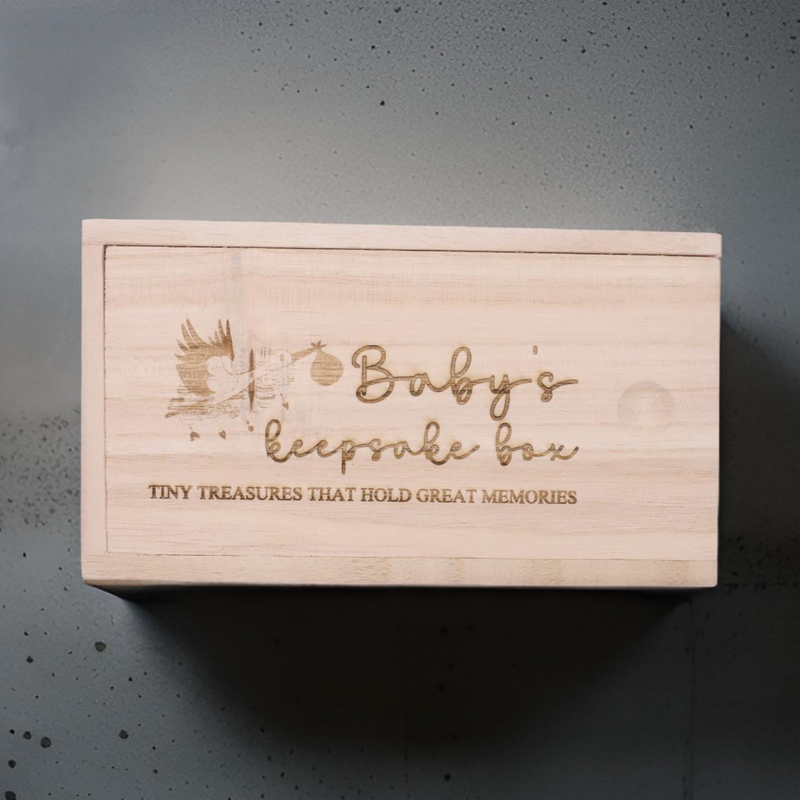 Baby's
keepsake box
TINY TREASURES THAT HOLD GREAT MEMORIES